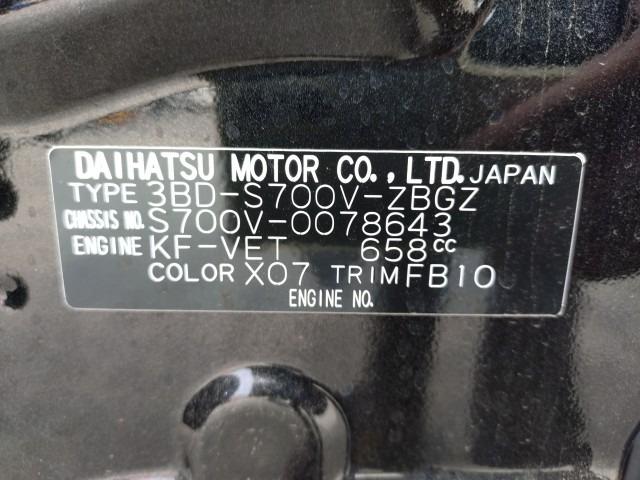 DAIHATSU MOTOR CO., LTD. JAPAN
TYPE 3BD-S700V-ZBGZ
CHASSIS NO. S700V-0078643
ENGINE KF-VET 658cc
COLOR X07 TRIM FB10
ENGINE NO.